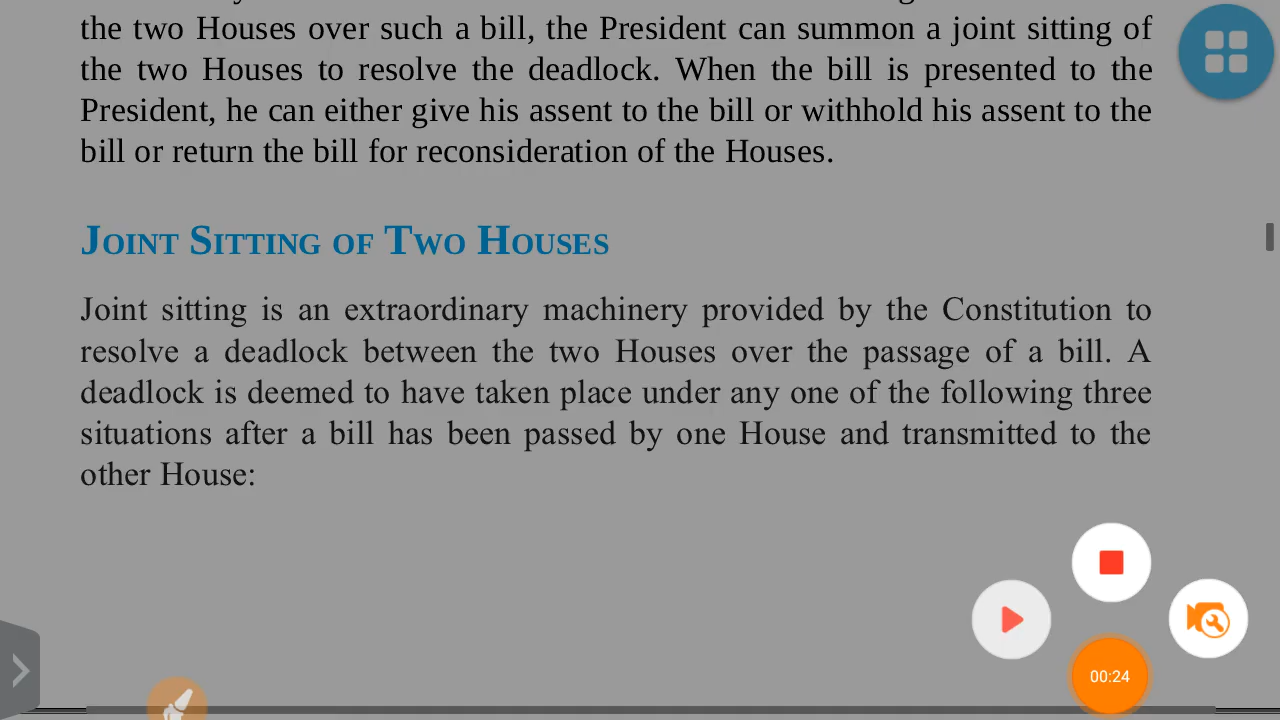 the two Houses over such a bill, the President can summon a joint sitting of
the two Houses to resolve the deadlock. When the bill is presented to the
President, he can either give his assent to the bill or withhold his assent to the
bill or return the bill for reconsideration of the Houses.
JOINT SITTING OF TWO HOUSES
Joint sitting is an extraordinary machinery provided by the Constitution to
resolve a deadlock between the two Houses over the passage of a bill. A
deadlock is deemed to have taken place under any one of the following three
situations after a bill has been passed by one House and transmitted to the
other House:
00:24